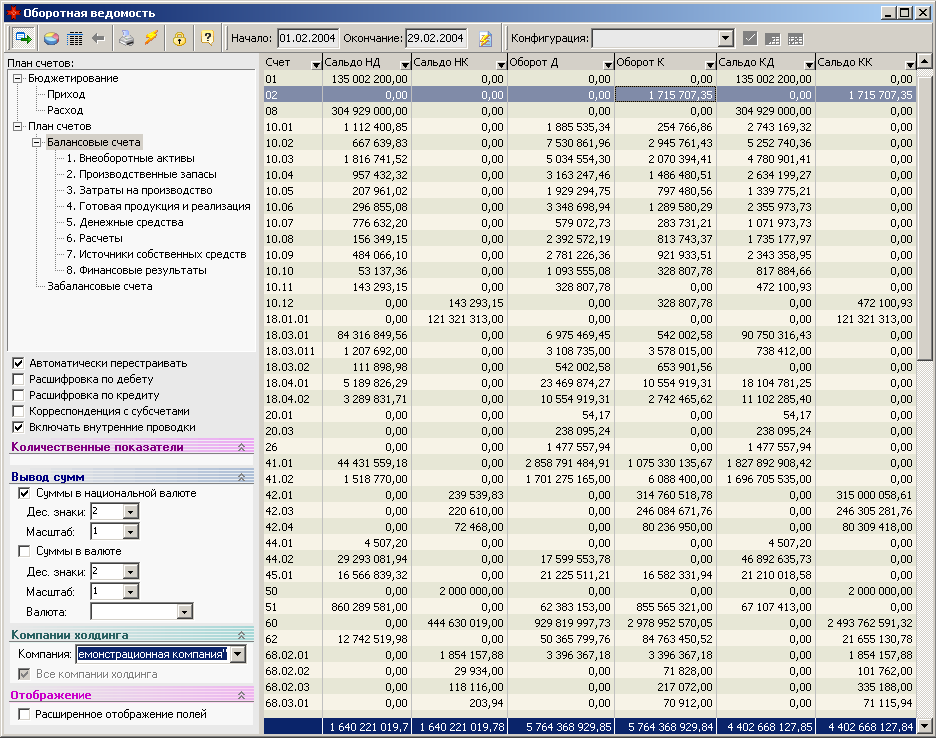 Оборотная ведомость
Начало: 01.02.2004 Окончание: 29.02.2004 Конфигурация:
План счетов:
Бюджетирование
Приход
Расход
План счетов
Балансовые счета
1. Внеоборотные активы
2. Производственные запасы
3. Затраты на производство
4. Готовая продукция и реализация
5. Денежные средства
6. Расчеты
7. Источники собственных средств
8. Финансовые результаты
Забалансовые счета
Автоматически перестраивать
Расшифровка по дебету
Расшифровка по кредиту
Корреспонденция с субсчетами
Включать внутренние проводки
Количественные показатели
Вывод сумм
Суммы в национальной валюте
Дес. знаки: 2
Масштаб: 1
Суммы в валюте
Дес. знаки: 2
Масштаб: 1
Валюта:
Компании холдинга
Компания: емонстрационная компания"
Все компании холдинга
Отображение
Расширенное отображение полей
Счет Сальдо НД Сальдо НК Оборот Д Оборот К Сальдо КД Сальдо КК
01 135 002 200,00 0,00 0,00 0,00 135 002 200,00 0,00
02 0,00 0,00 0,00 1 715 707,35 0,00 1 715 707,35
08 304 929 000,00 0,00 0,00 0,00 304 929 000,00 0,00
10.01 1 112 400,85 0,00 1 885 535,34 254 766,86 2 743 169,32 0,00
10.02 667 639,83 0,00 7 530 861,96 2 945 761,43 5 252 740,36 0,00
10.03 1 816 741,52 0,00 5 034 554,30 2 070 394,41 4 780 901,41 0,00
10.04 957 432,32 0,00 3 163 247,46 1 486 480,51 2 634 199,27 0,00
10.05 207 961,02 0,00 1 929 294,75 797 480,56 1 339 775,21 0,00
10.06 296 855,08 0,00 3 348 698,94 1 289 580,29 2 355 973,73 0,00
10.07 776 632,20 0,00 579 072,73 283 731,21 1 071 973,73 0,00
10.08 156 349,15 0,00 2 392 572,19 813 743,37 1 735 177,97 0,00
10.09 484 066,10 0,00 2 781 226,36 921 933,51 2 343 358,95 0,00
10.10 53 137,36 0,00 1 093 555,08 328 807,78 817 884,66 0,00
10.11 143 293,15 0,00 328 807,78 0,00 472 100,93 0,00
10.12 0,00 143 293,15 0,00 328 807,78 0,00 472 100,93
18.01.01 0,00 121 321 313,00 0,00 0,00 0,00 121 321 313,00
18.03.01 84 316 849,56 0,00 6 975 469,45 542 002,58 90 750 316,43 0,00
18.03.011 1 207 692,00 0,00 3 108 735,00 3 578 015,00 738 412,00 0,00
18.03.02 111 898,98 0,00 542 002,58 653 901,56 0,00 0,00
18.04.01 5 189 826,29 0,00 23 469 874,27 10 554 919,31 18 104 781,25 0,00
18.04.02 3 289 831,71 0,00 10 554 919,31 2 742 465,62 11 102 285,40 0,00
20.01 0,00 0,00 54,17 0,00 54,17 0,00
20.03 0,00 0,00 238 095,24 0,00 238 095,24 0,00
26 0,00 0,00 1 477 557,94 0,00 1 477 557,94 0,00
41.01 44 431 559,18 0,00 2 858 791 484,91 1 075 330 135,67 1 827 892 908,42 0,00
41.02 1 518 770,00 0,00 1 701 275 165,00 6 088 400,00 1 696 705 535,00 0,00
42.01 0,00 239 539,83 0,00 314 760 518,78 0,00 315 000 058,61
42.03 0,00 220 610,00 0,00 246 084 671,76 0,00 246 305 281,76
42.04 0,00 72 468,00 0,00 80 236 950,00 0,00 80 309 418,00
44.01 4 507,20 0,00 0,00 0,00 4 507,20 0,00
44.02 29 293 081,94 0,00 17 599 553,78 0,00 46 892 635,73 0,00
45.01 16 566 839,32 0,00 21 225 511,21 16 582 331,94 21 210 018,58 0,00
50 0,00 2 000 000,00 0,00 0,00 0,00 2 000 000,00
51 860 289 581,00 0,00 62 383 153,00 855 565 321,00 67 107 413,00 0,00
60 0,00 444 630 019,00 929 819 997,73 2 978 952 570,05 0,00 2 493 762 591,32
62 12 742 519,98 0,00 50 365 799,76 84 763 450,52 0,00 21 655 130,78
68.02.01 0,00 1 854 157,88 3 396 367,18 3 396 367,18 0,00 1 854 157,88
68.02.02 0,00 29 934,00 0,00 71 828,00 0,00 101 762,00
68.02.03 0,00 118 116,00 0,00 217 072,00 0,00 335 188,00
68.03.01 0,00 203,94 0,00 70 912,00 0,00 71 115,94
1 640 221 019,7 1 640 221 019,78 5 764 368 929,85 5 764 368 929,84 4 402 668 127,85 4 402 668 127,84